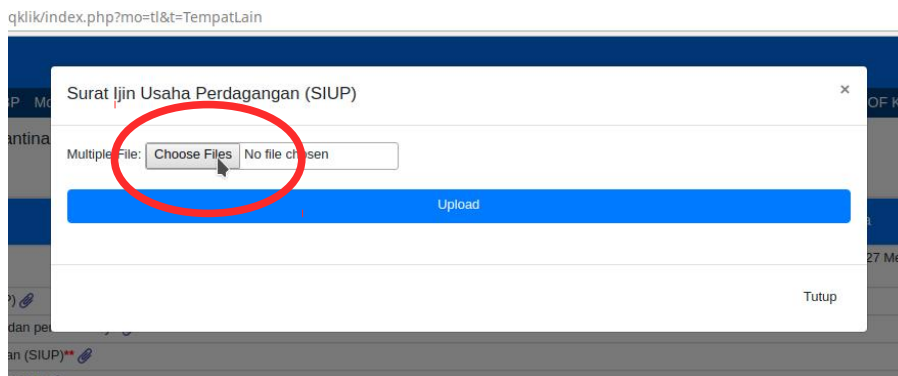 qklik/index.php?mo=tl&t=TempatLain
Surat Ijin Usaha Perdagangan (SIUP) ×
antina
Multiple File: Choose Files No file chosen
Upload
27 Me
Tutup
dan
an (SIUP)**